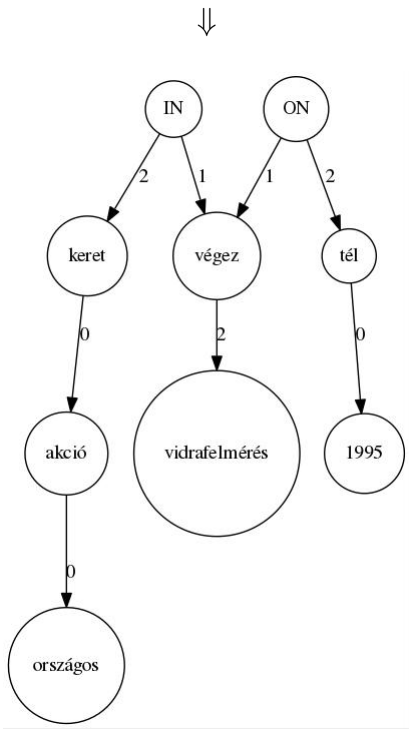 ⇓
IN ON
2 1 1 2
keret végez tél
0 2 0
akció vidrafelmérés 1995
0
országos